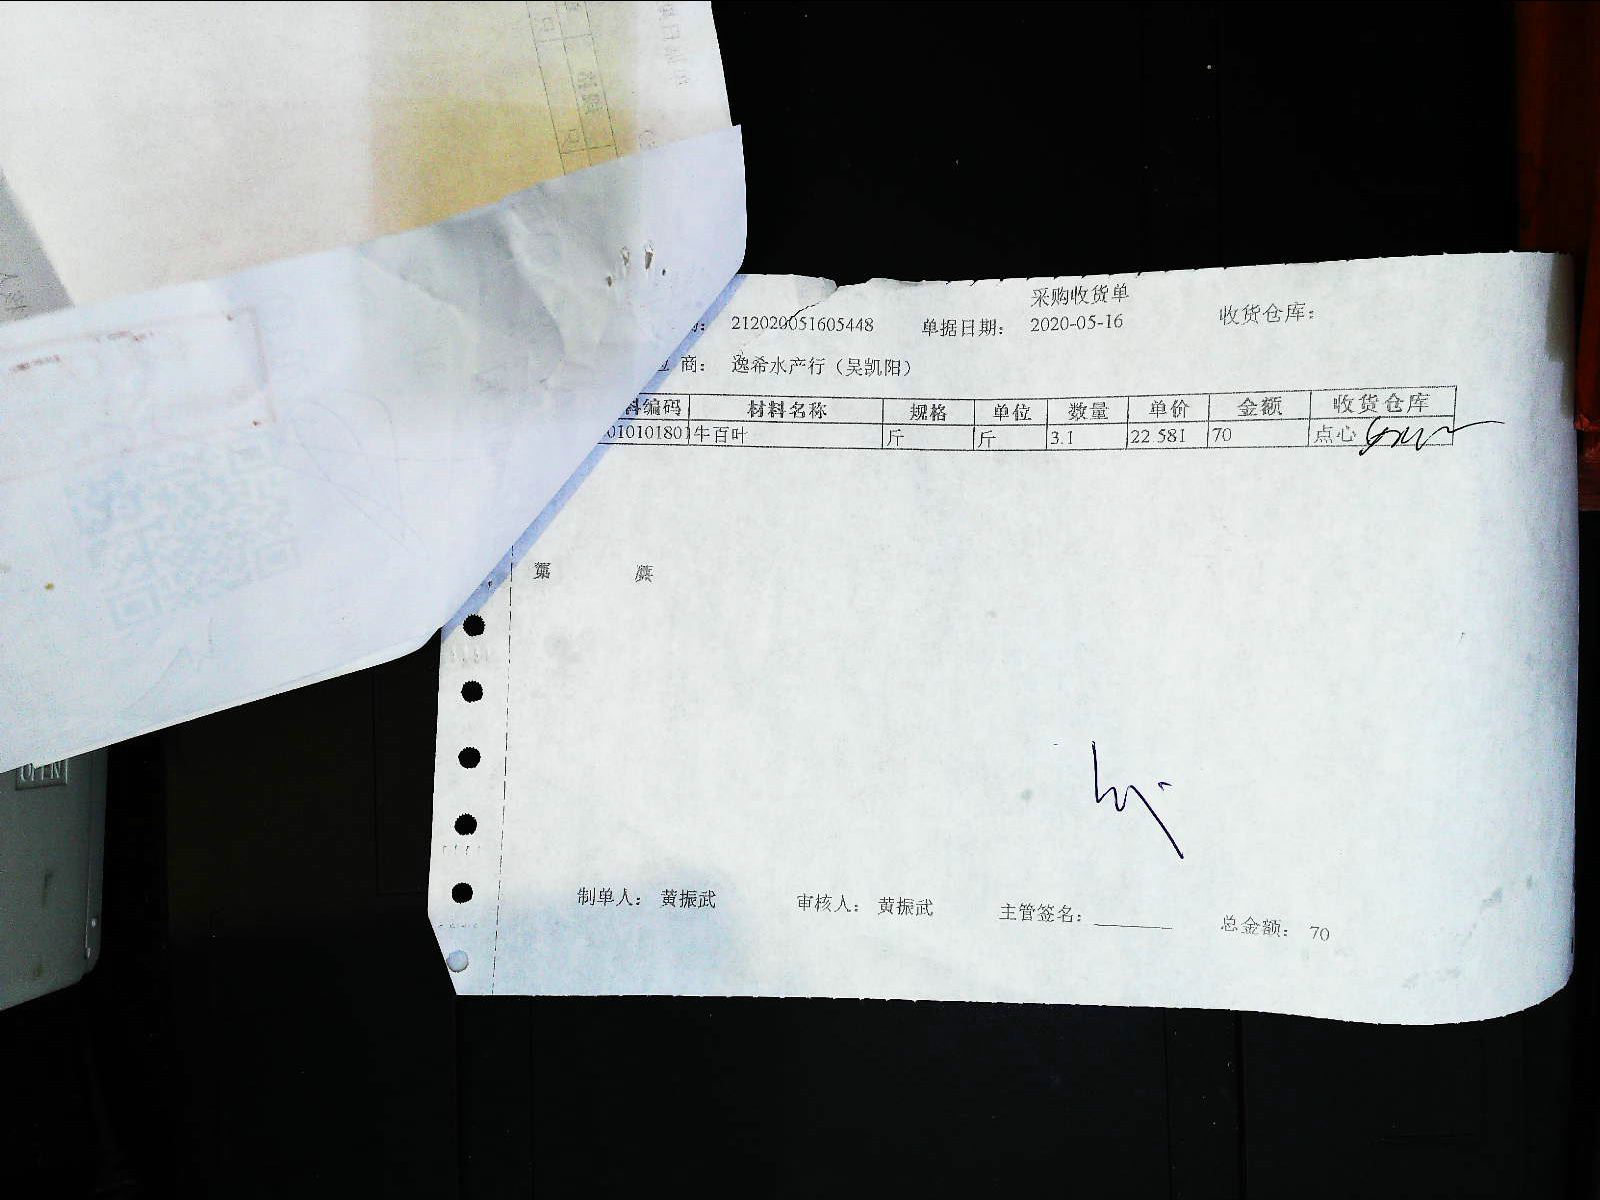 采购收货单
212020051605448 单据日期： 2020-05-16 收货仓库：
商： 逸希水产行（吴凯阳）
料编码 材料名称 规格 单位 数量 单价 金额 收货仓库
010101801 牛百叶 斤 斤 3.1 22 581 70 点心
制单人： 黄振武 审核人： 黄振武 主管签名： 总金额： 70
OPEN